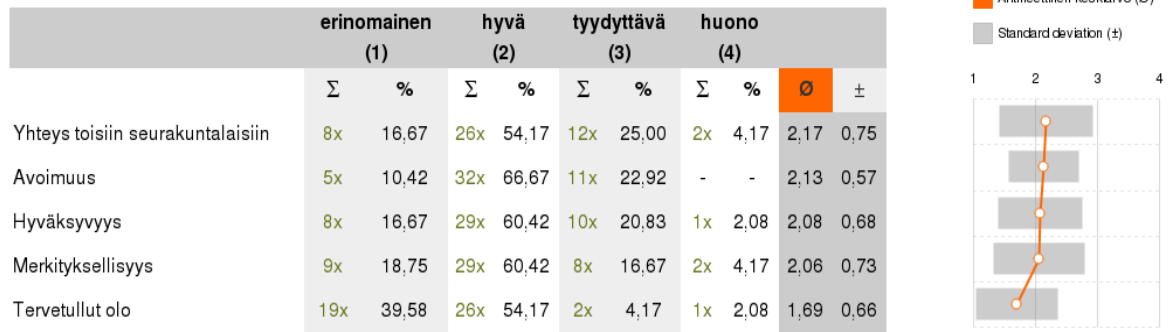 Standard deviation (±)
erinomainen hyvä tyydyttävä huono
(1) (2) (3) (4)
Σ % Σ % Σ % Σ % Ø ±
Yhteys toisiin seurakuntalaisiin 8x 16,67 26x 54,17 12x 25,00 2x 4,17 2,17 0,75
Avoimuus 5x 10,42 32x 66,67 11x 22,92 - - 2,13 0,57
Hyväksyvyys 8x 16,67 29x 60,42 10x 20,83 1x 2,08 2,08 0,68
Merkityksellisyys 9x 18,75 29x 60,42 8x 16,67 2x 4,17 2,06 0,73
Tervetullut olo 19x 39,58 26x 54,17 2x 4,17 1x 2,08 1,69 0,66
1 2 3 4